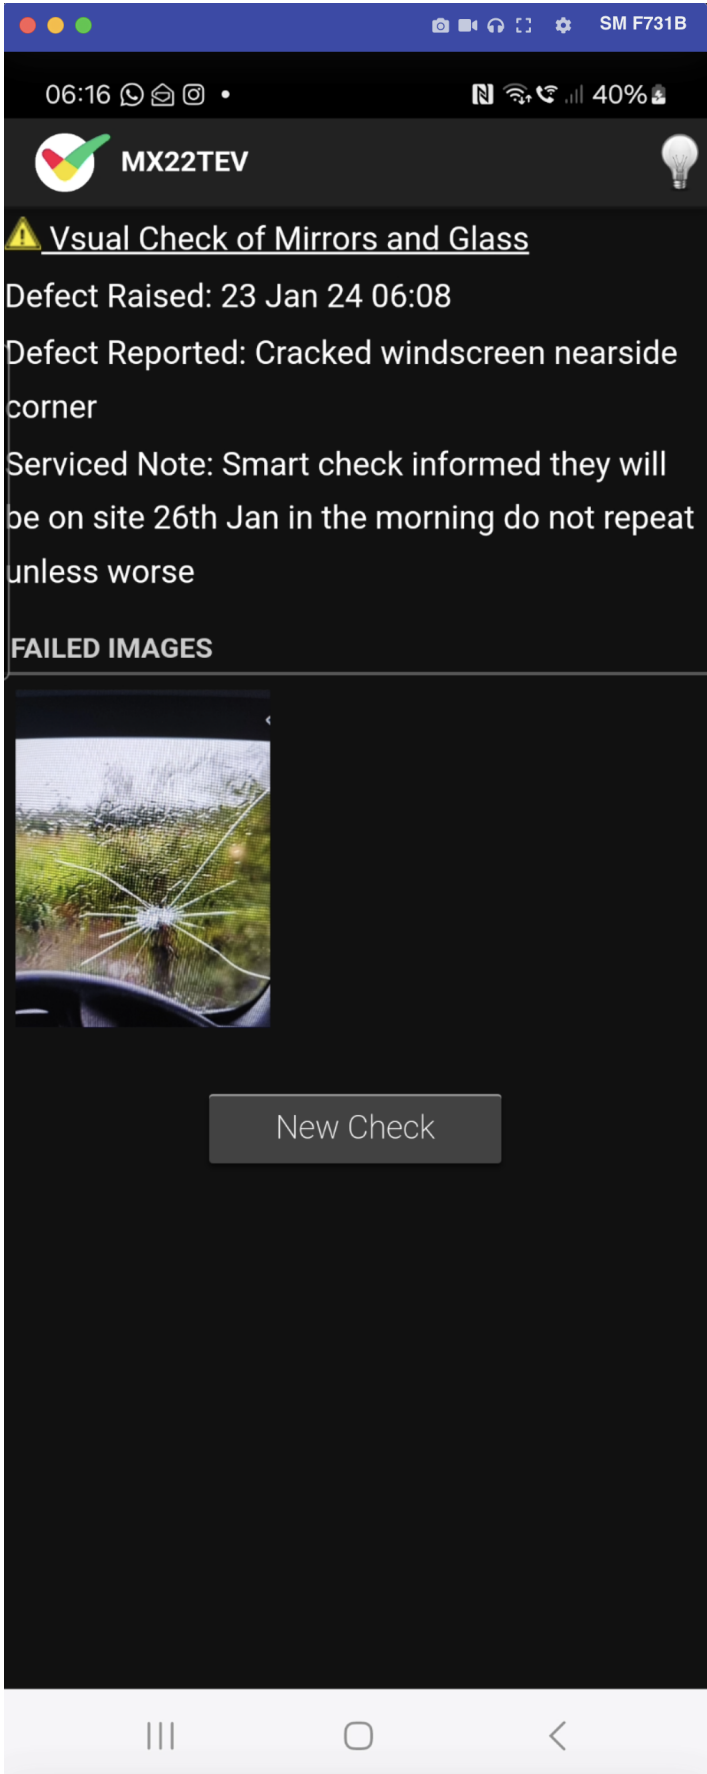 SM F731B
06:16
40%
MX22TEV
Vsual Check of Mirrors and Glass
Defect Raised: 23 Jan 24 06:08
Defect Reported: Cracked windscreen nearside
corner
Serviced Note: Smart check informed they will
be on site 26th Jan in the morning do not repeat
unless worse
FAILED IMAGES
New Check